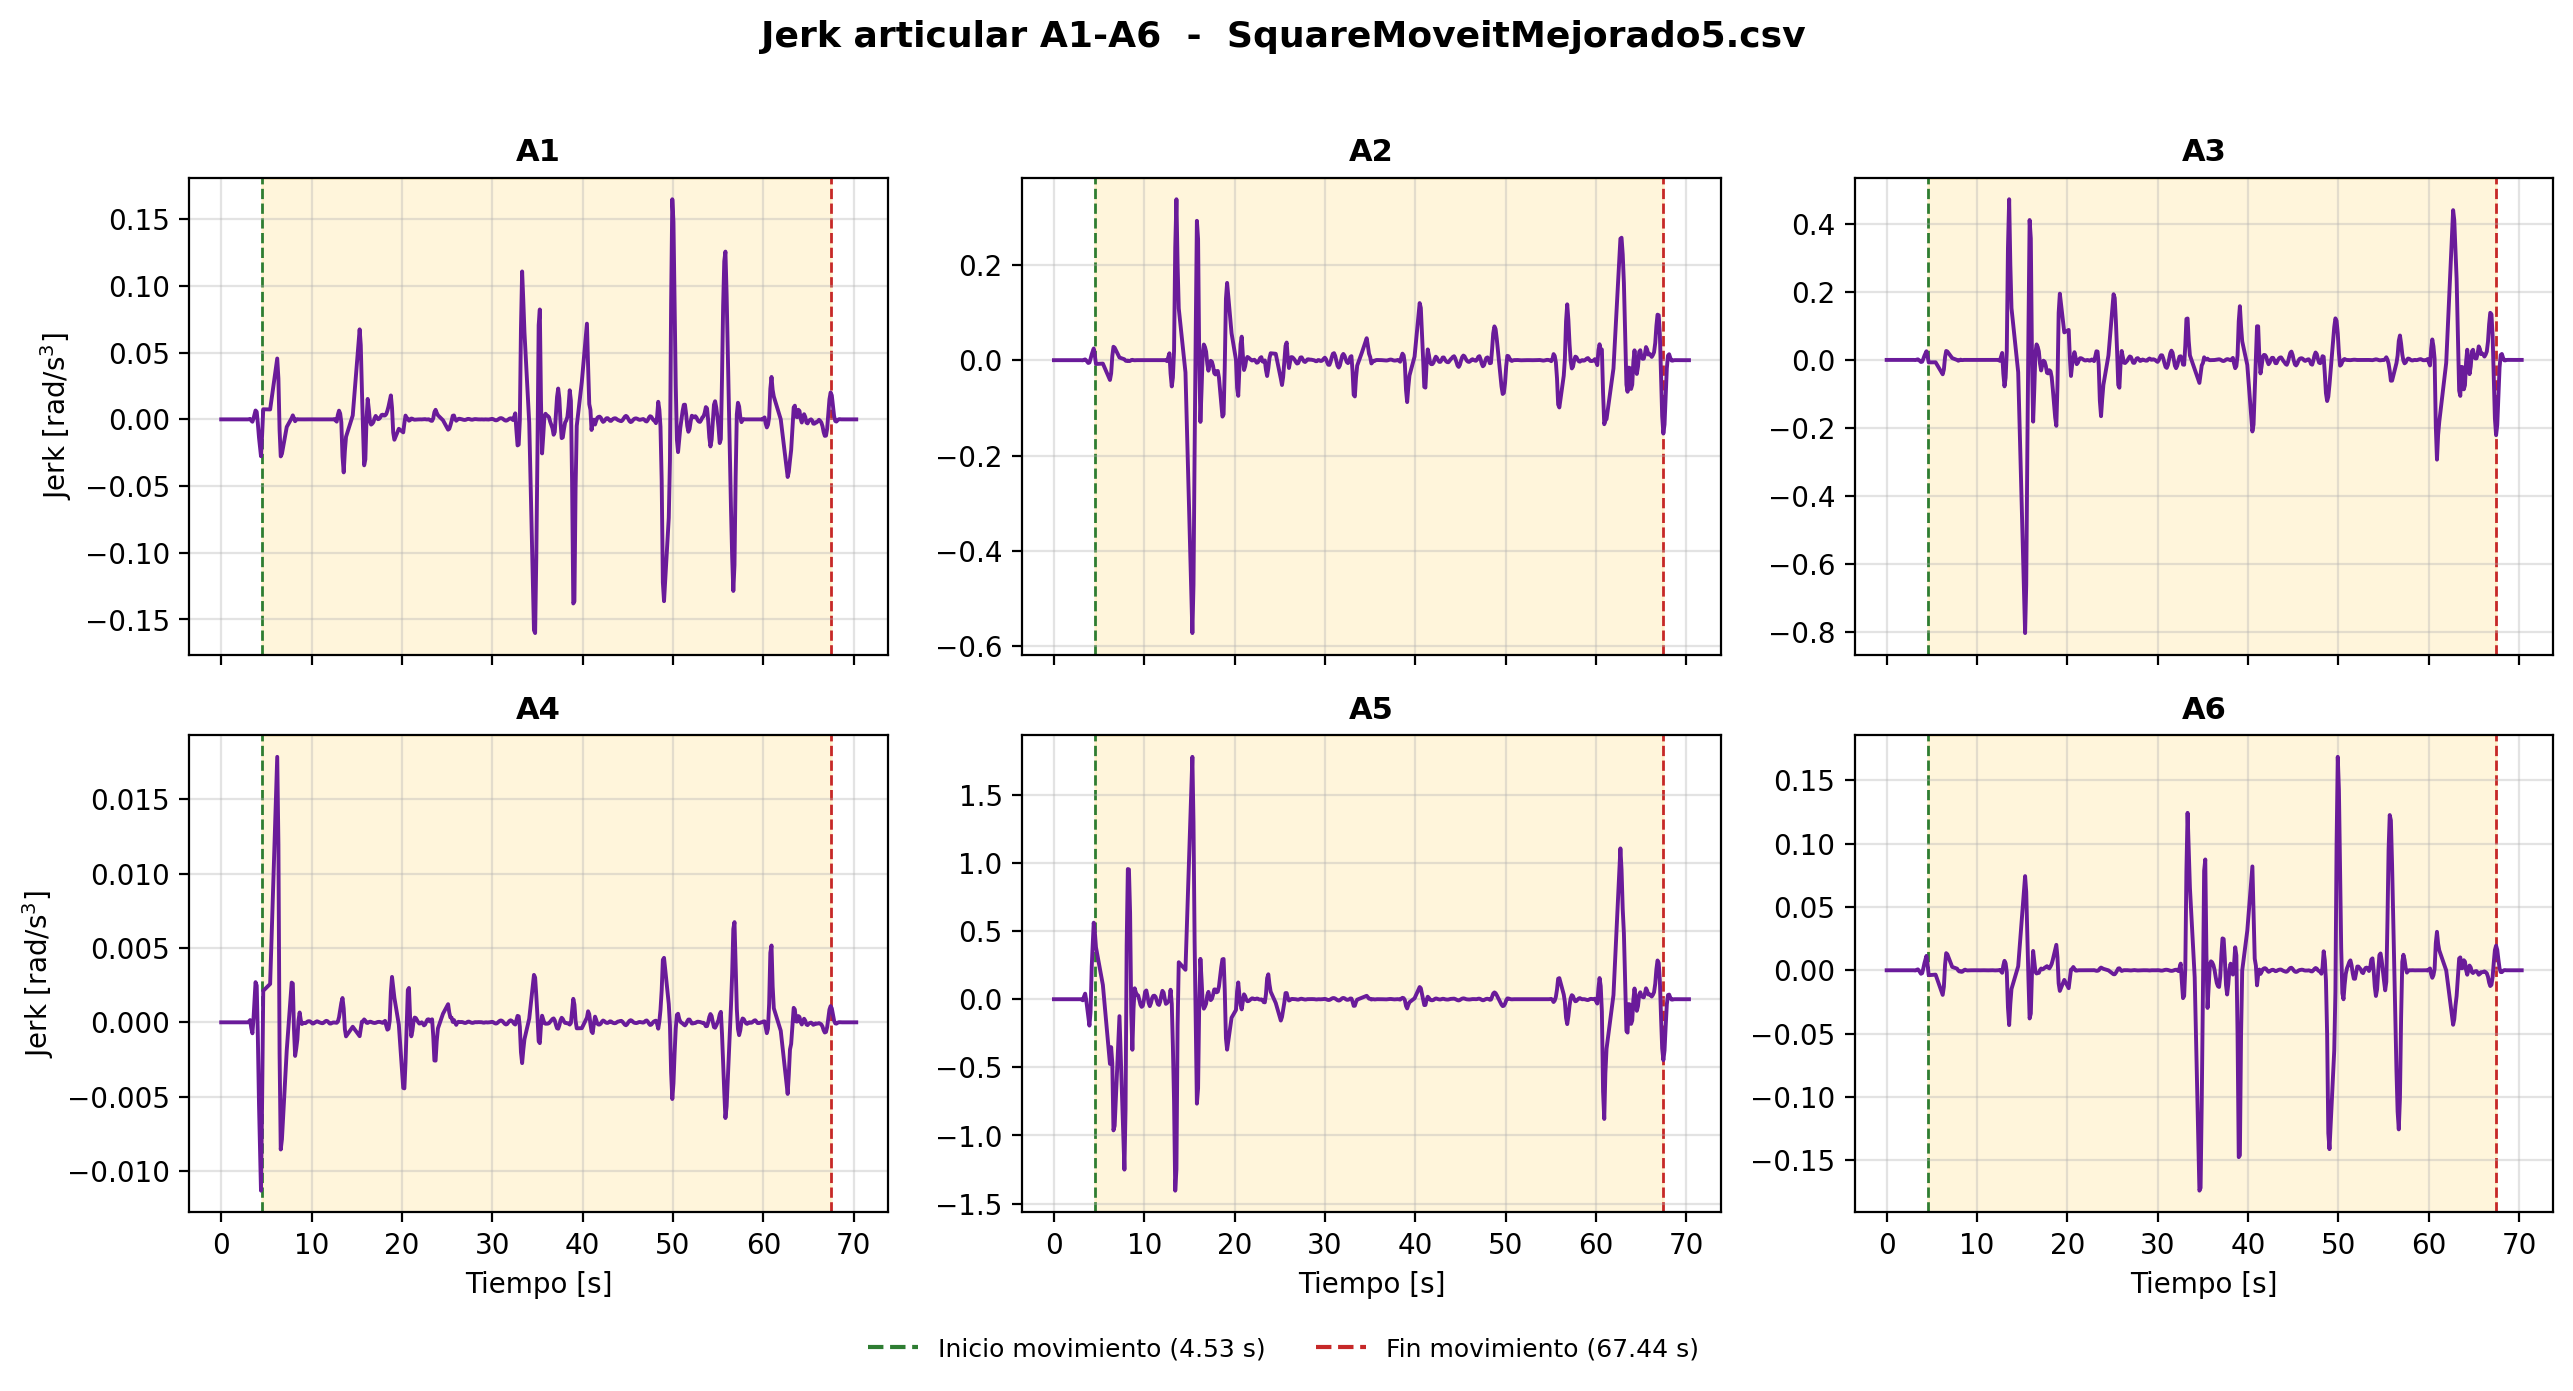 Jerk articular A1-A6  -  SquareMoveitMejorado5.csv
A1
A2
A3
Jerk [rad/s³]
0.15
0.10
0.05
0.00
−0.05
−0.10
−0.15
0.2
0.0
−0.2
−0.4
−0.6
0.4
0.2
0.0
−0.2
−0.4
−0.6
−0.8
A4
A5
A6
Jerk [rad/s³]
0.015
0.010
0.005
0.000
−0.005
−0.010
1.5
1.0
0.5
0.0
−0.5
−1.0
−1.5
0.15
0.10
0.05
0.00
−0.05
−0.10
−0.15
0 10 20 30 40 50 60 70
0 10 20 30 40 50 60 70
0 10 20 30 40 50 60 70
Tiempo [s]
Tiempo [s]
Tiempo [s]
Inicio movimiento (4.53 s)
Fin movimiento (67.44 s)